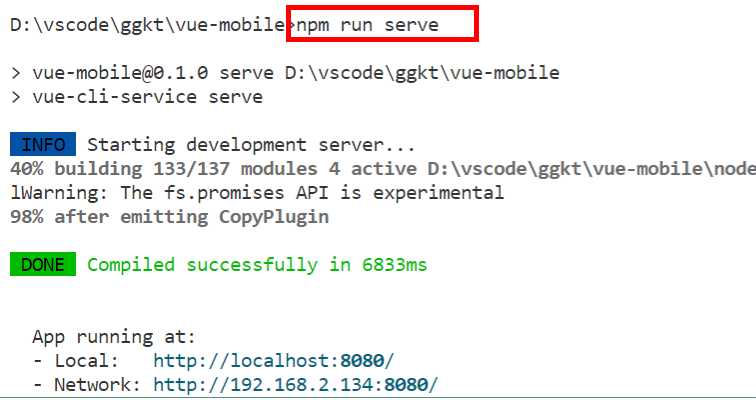 D:\vscode\ggkt\vue-mobile>npm run serve
> vue-mobile@0.1.0 serve D:\vscode\ggkt\vue-mobile
> vue-cli-service serve
INFO Starting development server...
40% building 133/137 modules 4 active D:\vscode\ggkt\vue-mobile\node
lWarning: The fs.promises API is experimental
98% after emitting CopyPlugin
DONE Compiled successfully in 6833ms
App running at:
- Local: http://localhost:8080/
- Network: http://192.168.2.134:8080/